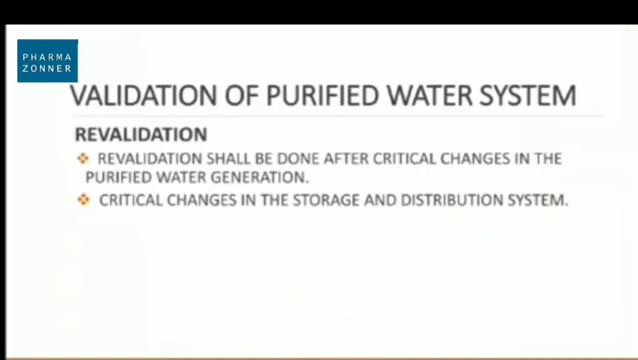 PHARMA
ZONNER
VALIDATION OF PURIFIED WATER SYSTEM
REVALIDATION
REVALIDATION SHALL BE DONE AFTER CRITICAL CHANGES IN THE
PURIFIED WATER GENERATION.
CRITICAL CHANGES IN THE STORAGE AND DISTRIBUTION SYSTEM.